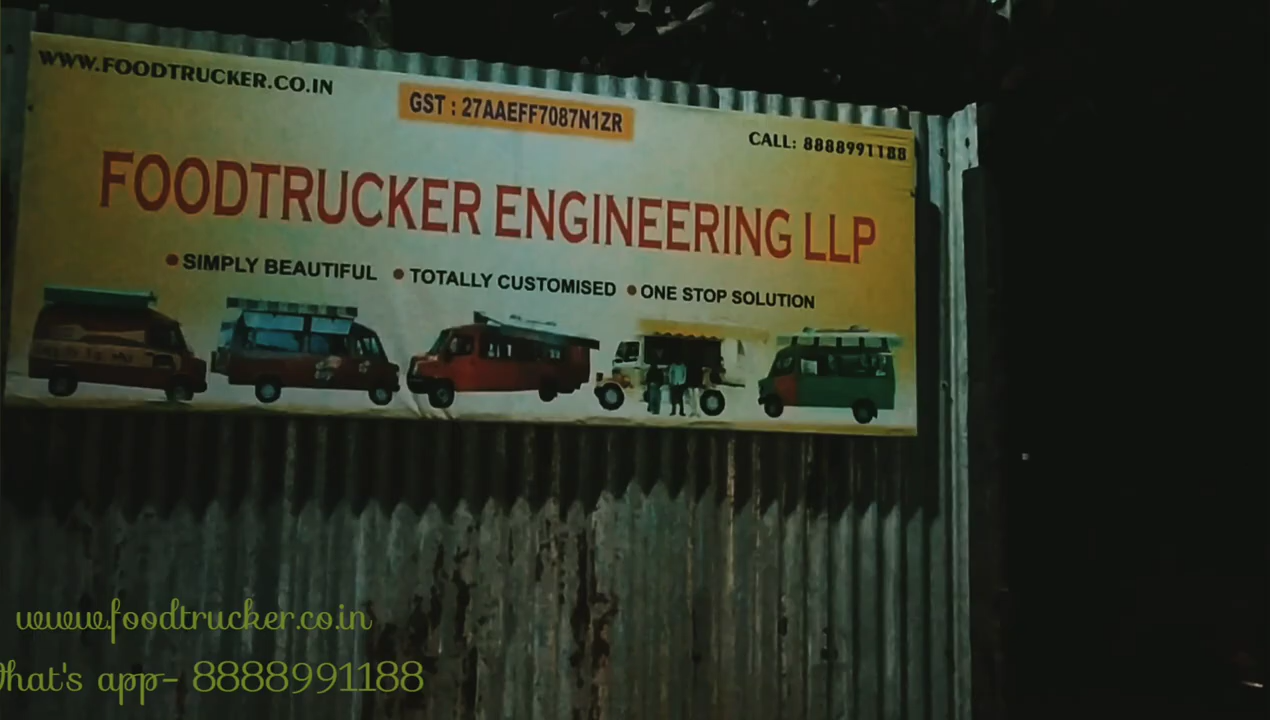 WWW.FOODTRUCKER.CO.IN
GST : 27AAEFF7087N1ZR
CALL: 8888991188
FOODTRUCKER ENGINEERING LLP
• SIMPLY BEAUTIFUL • TOTALLY CUSTOMISED • ONE STOP SOLUTION
www.foodtrucker.co.in
What's app- 8888991188